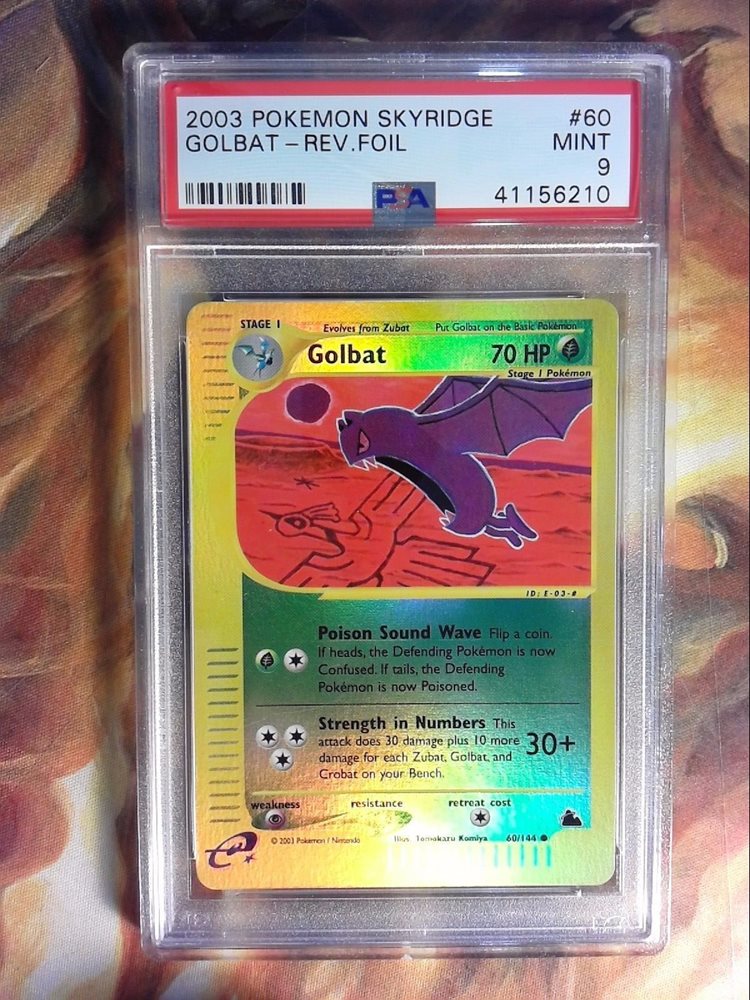 2003 POKEMON SKYRIDGE #60
GOLBAT - REV.FOIL MINT
9
PSA 41156210
STAGE 1 Evolves from Zubat Put Golbat on the Basic Pokémon
Golbat 70 HP
Stage 1 Pokémon
ID: E-03-#
Poison Sound Wave Flip a coin.
If heads, the Defending Pokémon is now
Confused. If tails, the Defending
Pokémon is now Poisoned.
Strength in Numbers This
attack does 30 damage plus 10 more 30+
damage for each Zubat, Golbat, and
Crobat on your Bench.
weakness resistance retreat cost
e
© 2003 Pokémon / Nintendo Illus. Tomokazu Komiya 60/144